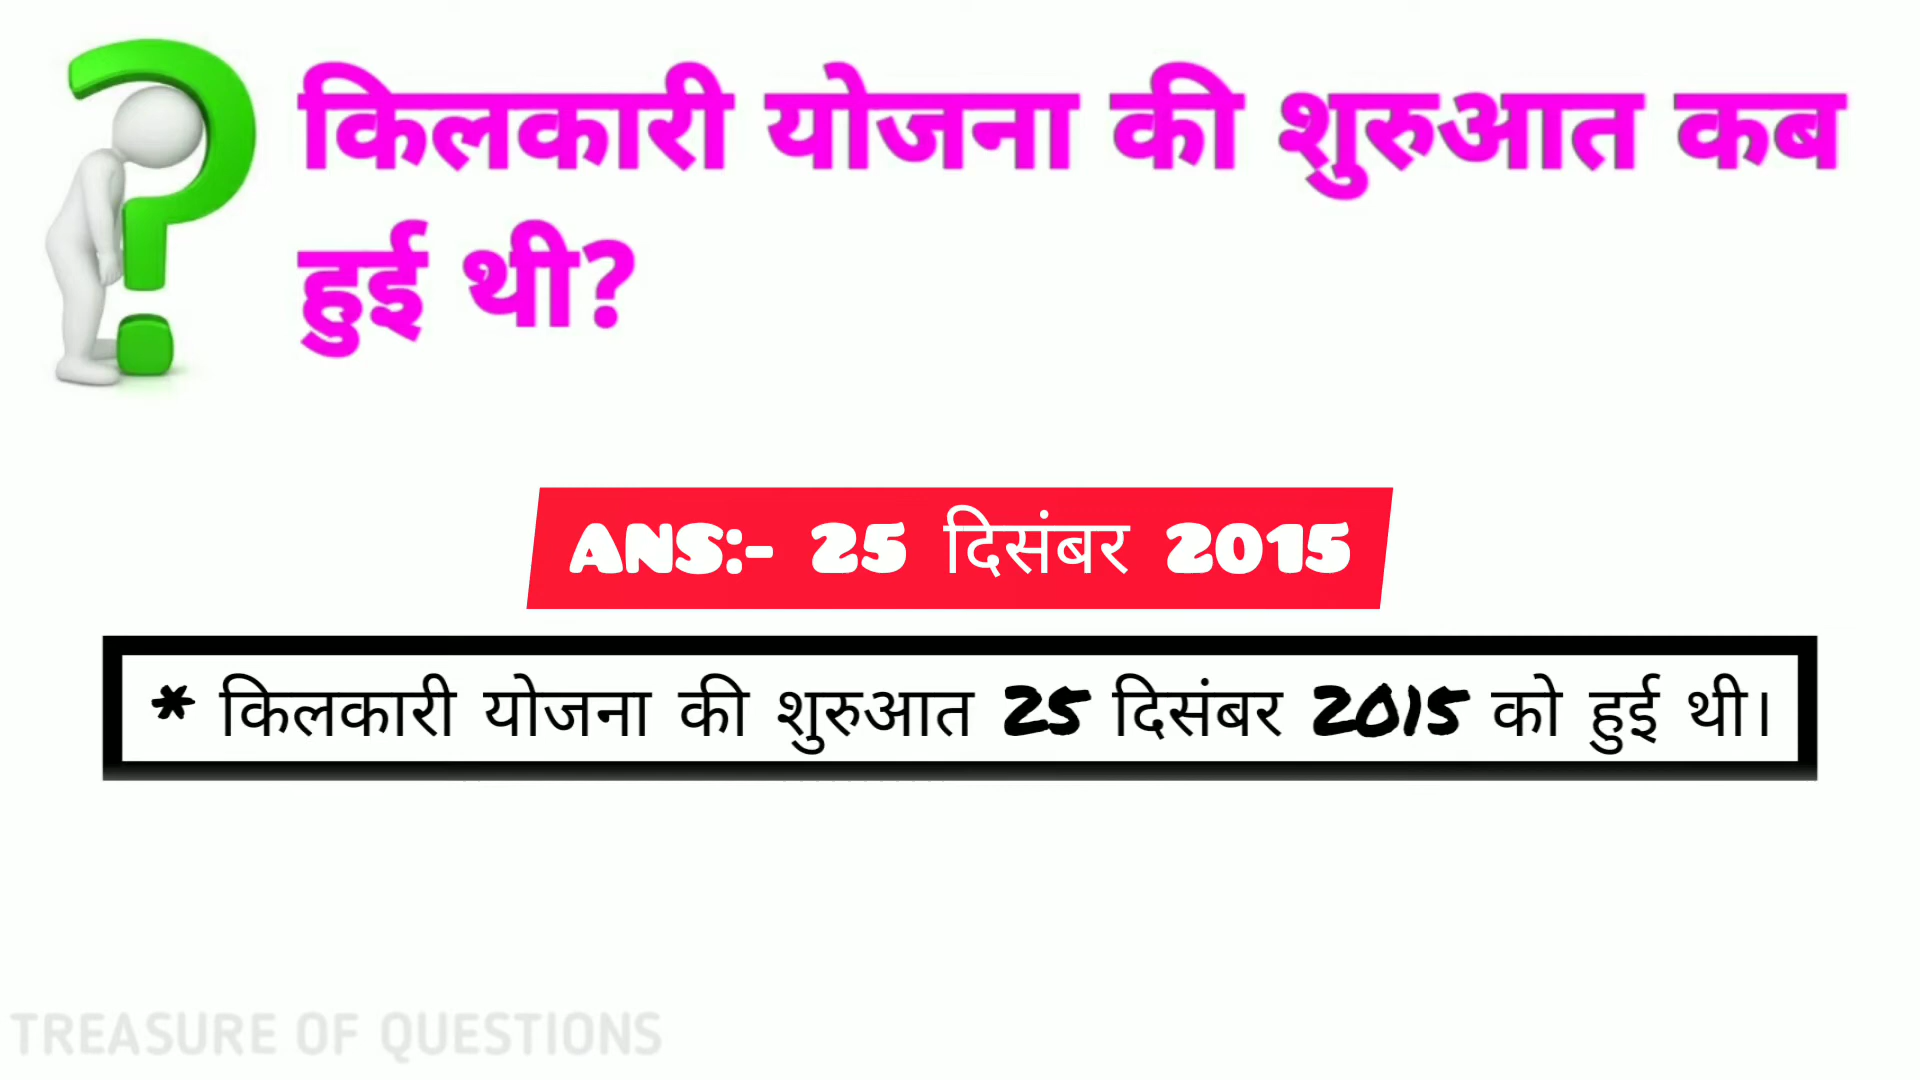 किलकारी योजना की शुरुआत कब
हुई थी?
ANS:- 25 दिसंबर 2015
* किलकारी योजना की शुरुआत 25 दिसंबर 2015 को हुई थी।
TREASURE OF QUESTIONS